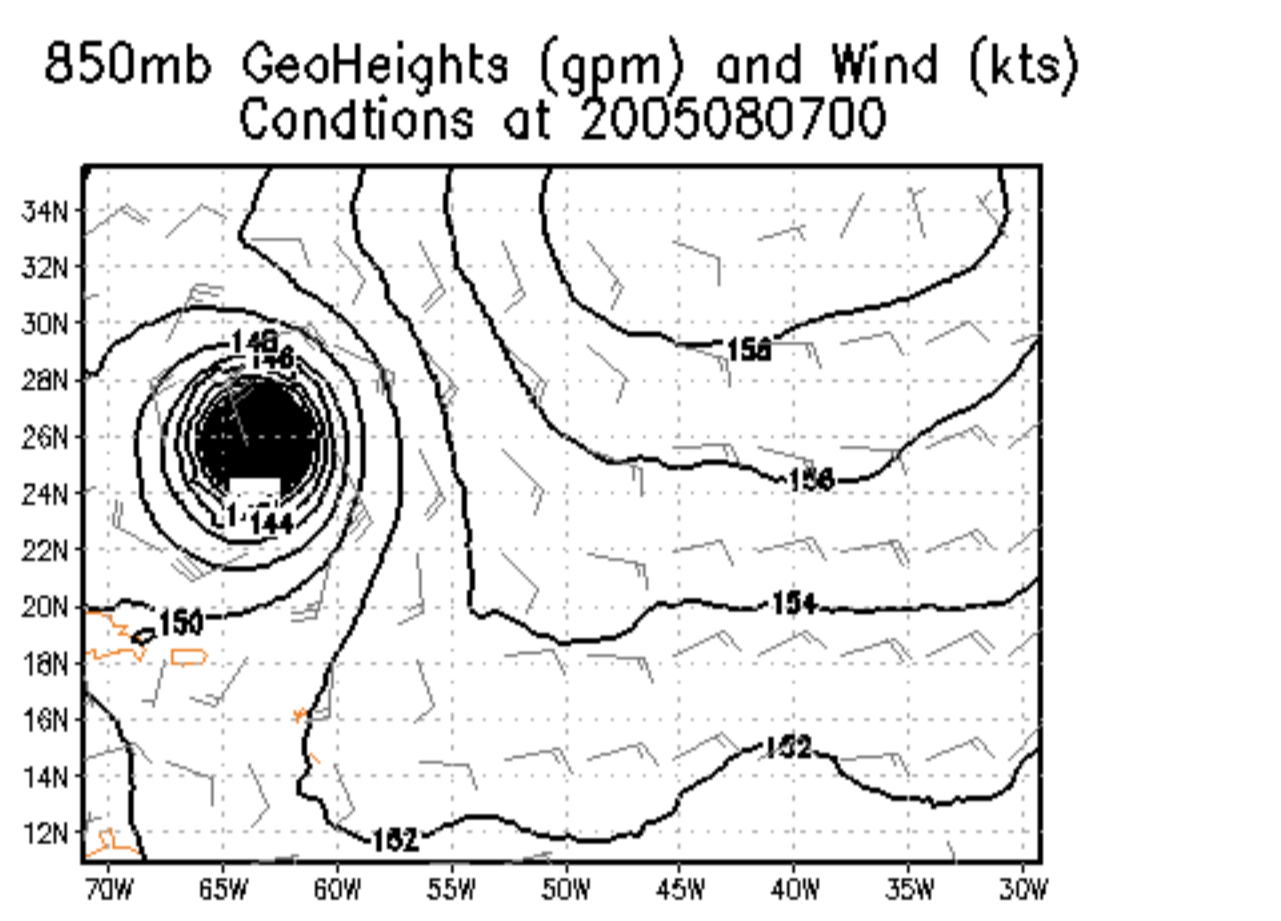 850mb GeoHeights (gpm) and Wind (kts)
Condtions at 2005080700
34N
32N
30N
28N
26N
24N
22N
20N
18N
16N
14N
12N
148
146
144
150
158
156
154
152
152
70W 65W 60W 55W 50W 45W 40W 35W 30W